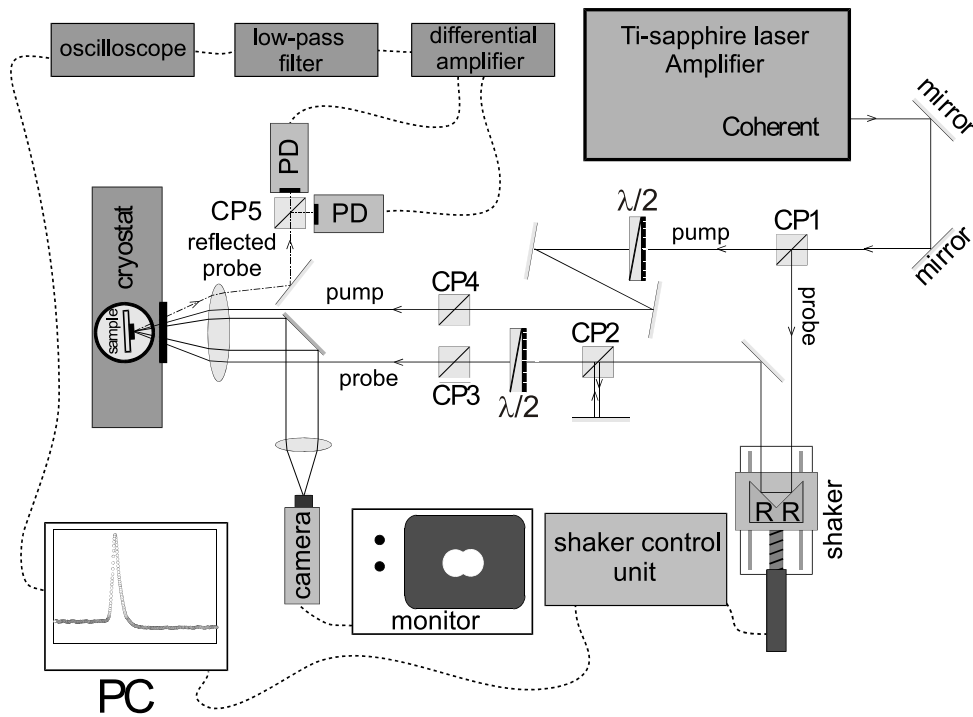 oscilloscope
low-pass
filter
differential
amplifier
Ti-sapphire laser
Amplifier
Coherent
mirror
PD
PD
CP5
reflected
probe
cryostat
sample
λ/2
pump
CP1
mirror
pump
CP4
probe
CP2
probe
CP3
λ/2
R R
shaker
camera
monitor
shaker control
unit
PC